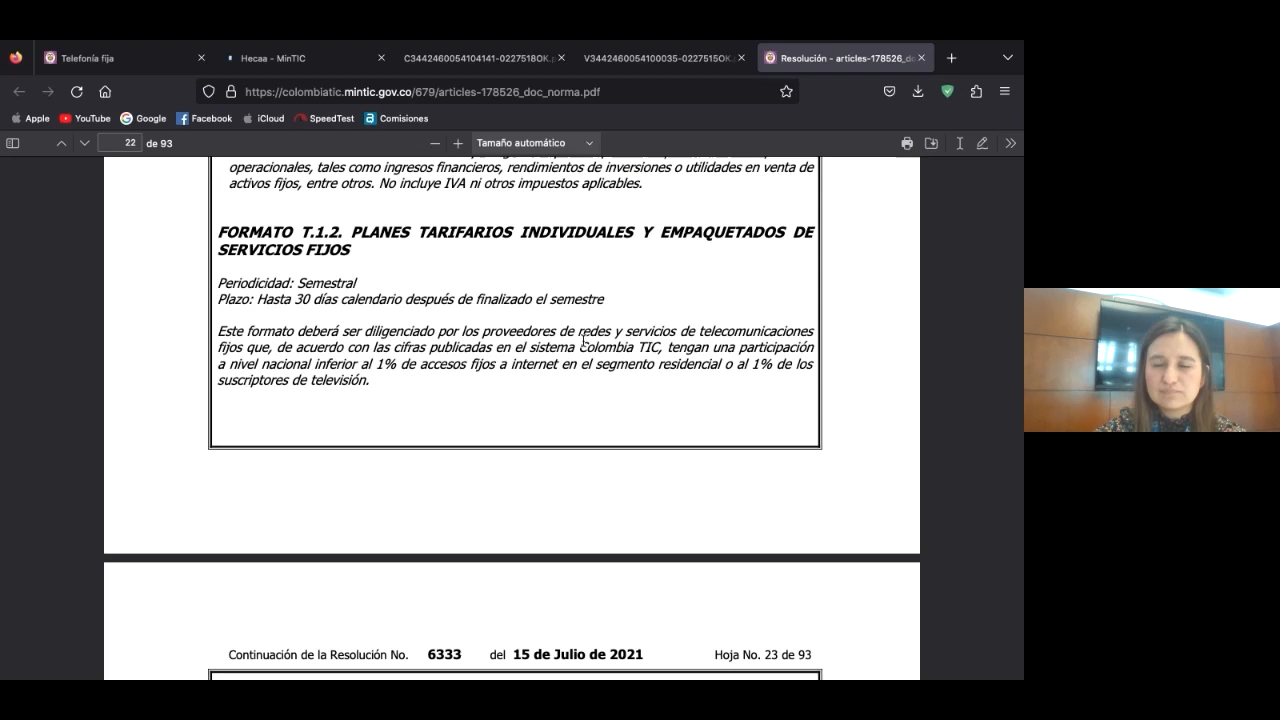 Telefonía fija
Hecaa - MinTIC
C3442460054104141-0227518OK.p
V3442460054100035-0227515OK.
Resolución - articles-178526_do
https://colombiatic.mintic.gov.co/679/articles-178526_doc_norma.pdf
Apple YouTube Google Facebook iCloud SpeedTest Comisiones
22 de 93 Tamaño automático
operacionales, tales como ingresos financieros, rendimientos de inversiones o utilidades en venta de
activos fijos, entre otros. No incluye IVA ni otros impuestos aplicables.
FORMATO T.1.2. PLANES TARIFARIOS INDIVIDUALES Y EMPAQUETADOS DE
SERVICIOS FIJOS
Periodicidad: Semestral
Plazo: Hasta 30 días calendario después de finalizado el semestre
Este formato deberá ser diligenciado por los proveedores de redes y servicios de telecomunicaciones
fijos que, de acuerdo con las cifras publicadas en el sistema Colombia TIC, tengan una participación
a nivel nacional inferior al 1% de accesos fijos a internet en el segmento residencial o al 1% de los
suscriptores de televisión.
Continuación de la Resolución No. 6333 del 15 de Julio de 2021 Hoja No. 23 de 93